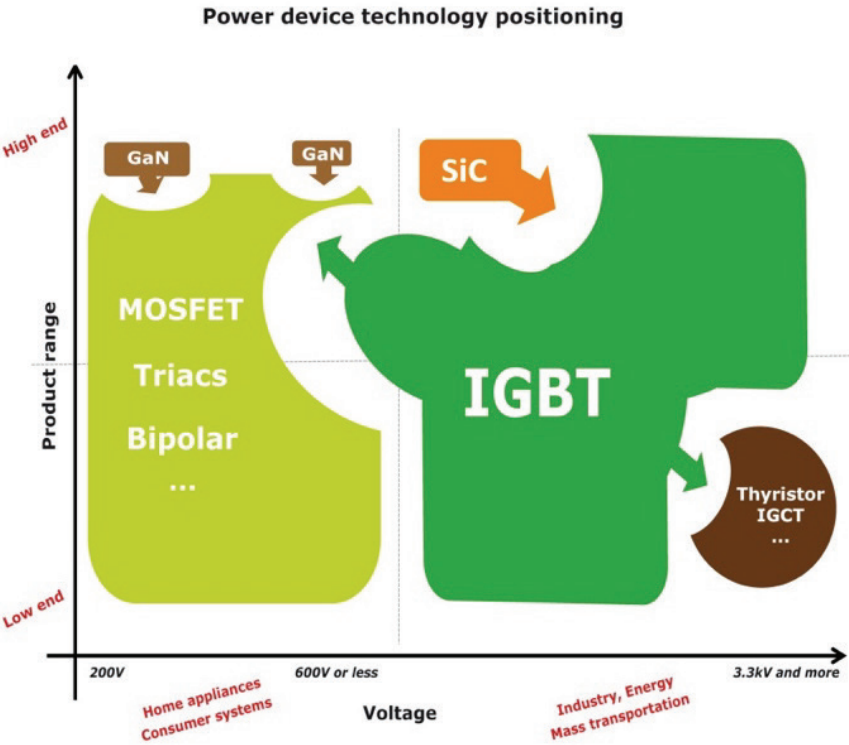 Power device technology positioning
High end
GaN
GaN
SiC
MOSFET
Triacs
Bipolar
...
IGBT
Product range
Thyristor
IGCT
...
Low end
200V
600V or less
3.3kV and more
Home appliances
Consumer systems
Voltage
Industry, Energy
Mass transportation